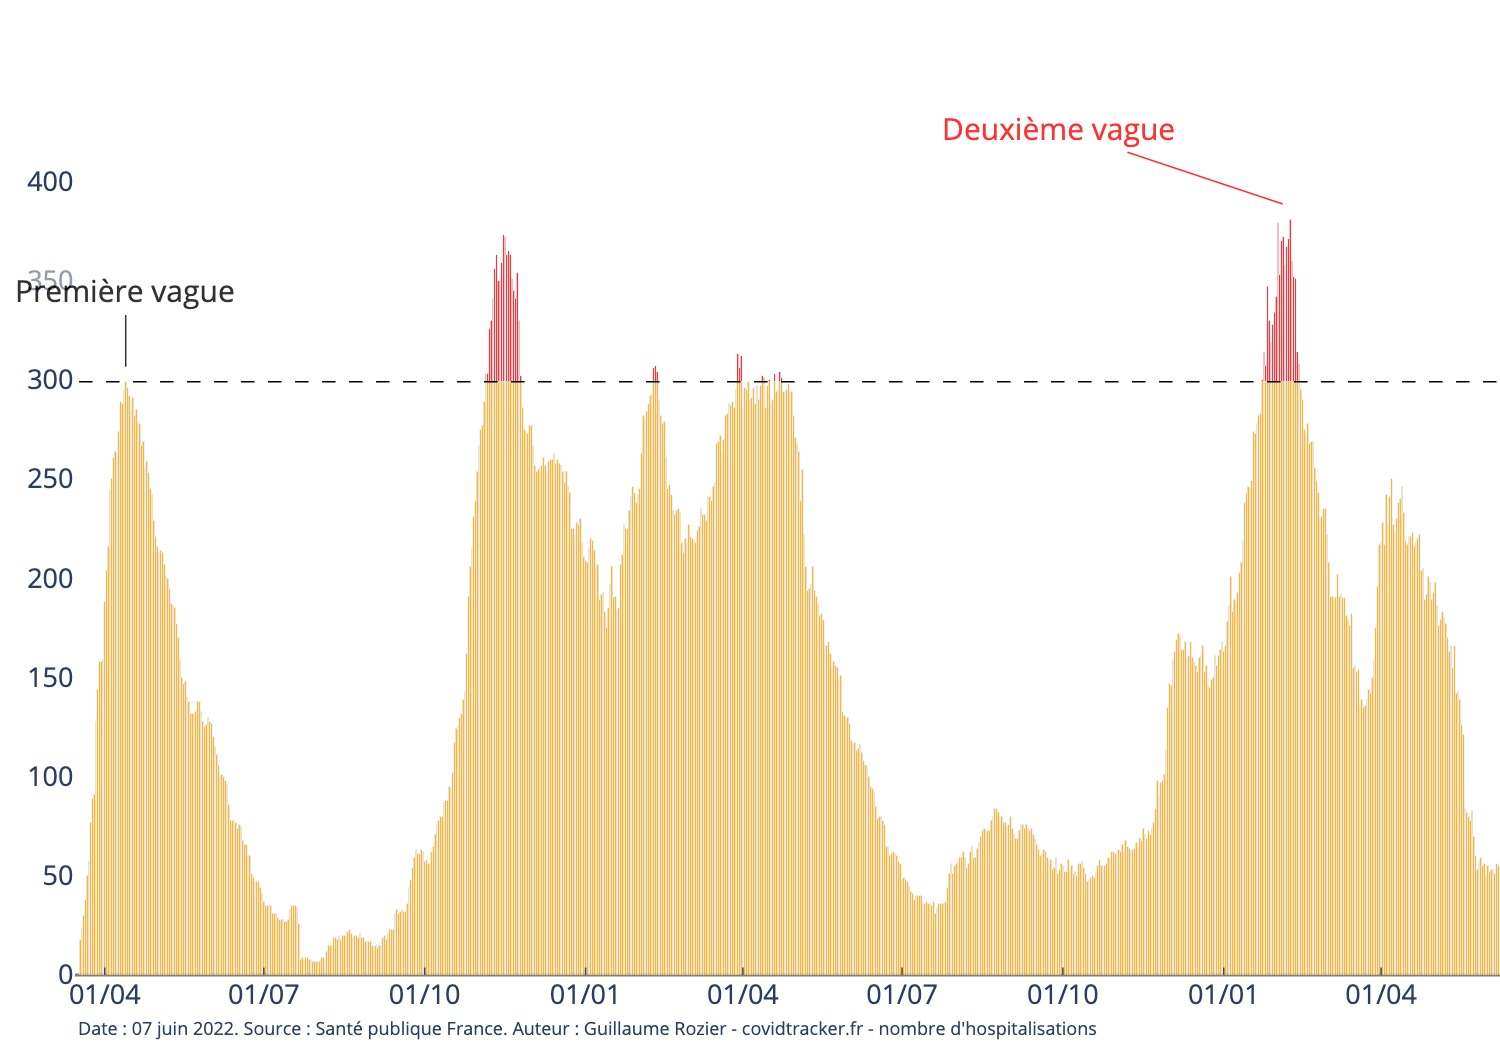 Deuxième vague
400
350
Première vague
300
250
200
150
100
50
0
01/04 01/07 01/10 01/01 01/04 01/07 01/10 01/01 01/04
Date : 07 juin 2022. Source : Santé publique France. Auteur : Guillaume Rozier - covidtracker.fr - nombre d'hospitalisations